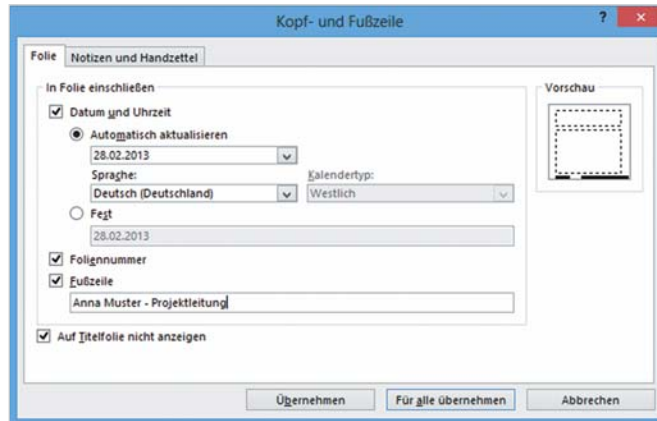 Kopf- und Fußzeile
?
Folie
Notizen und Handzettel
In Folie einschließen
Vorschau
Datum und Uhrzeit
Automatisch aktualisieren
28.02.2013
Sprache:
Kalendertyp:
Deutsch (Deutschland)
Westlich
Fest
28.02.2013
Foliennummer
Fußzeile
Anna Muster - Projektleitung
Auf Titelfolie nicht anzeigen
Übernehmen
Für alle übernehmen
Abbrechen